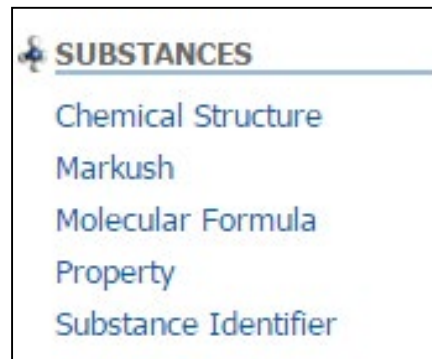 SUBSTANCES
Chemical Structure
Markush
Molecular Formula
Property
Substance Identifier